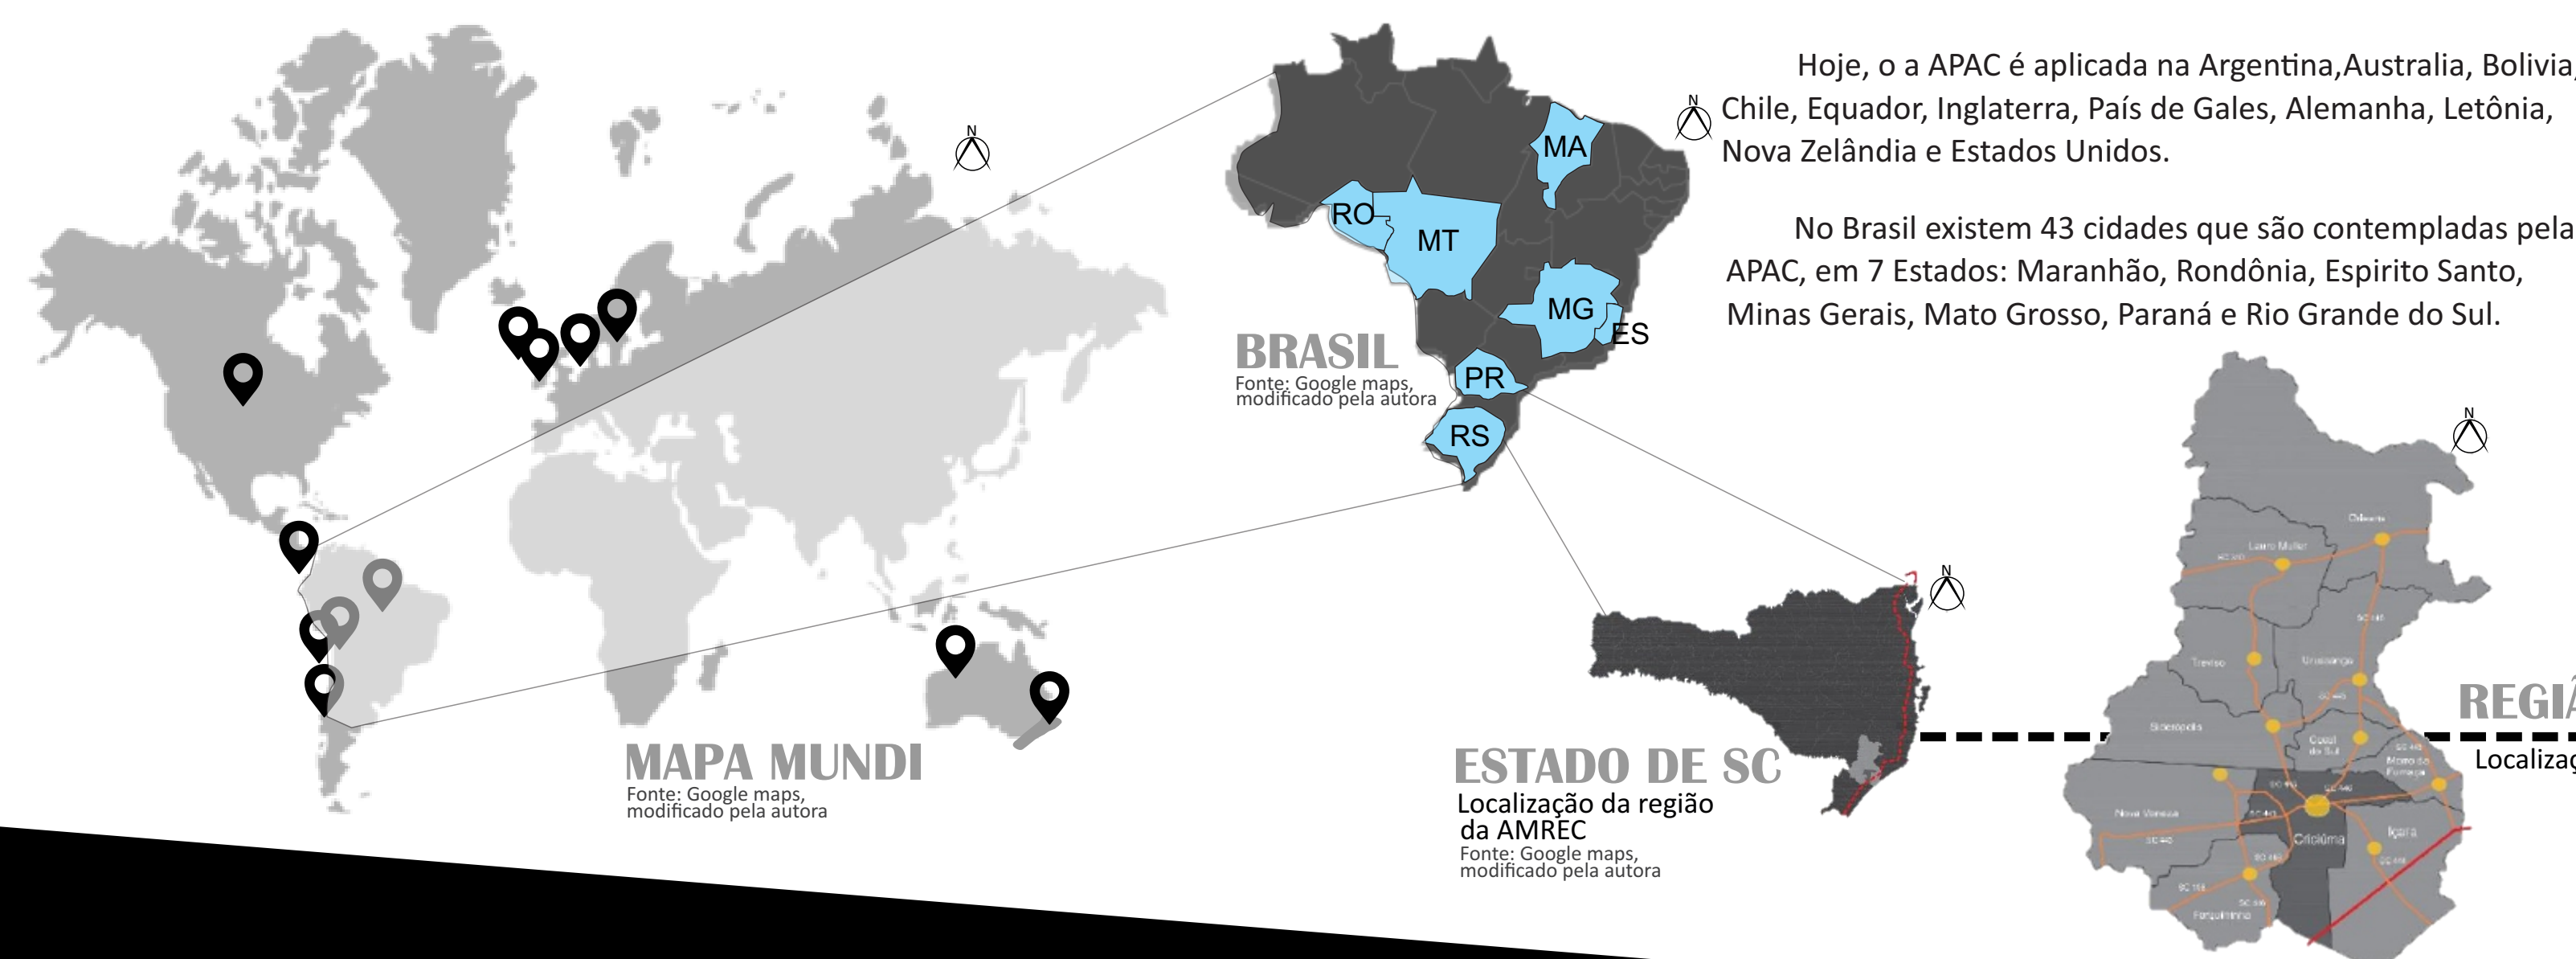 Hoje, o a APAC é aplicada na Argentina,Australia, Bolivia,
Chile, Equador, Inglaterra, País de Gales, Alemanha, Letônia,
Nova Zelândia e Estados Unidos.
No Brasil existem 43 cidades que são contempladas pela
APAC, em 7 Estados: Maranhão, Rondônia, Espirito Santo,
Minas Gerais, Mato Grosso, Paraná e Rio Grande do Sul.
N
MAPA MUNDI
Fonte: Google maps,
modificado pela autora
N
MA
RO
MT
MG
ES
PR
RS
BRASIL
Fonte: Google maps,
modificado pela autora
N
ESTADO DE SC
Localização da região
da AMREC
Fonte: Google maps,
modificado pela autora
N
Orleans
Lauro Muller
Treviso
Urussanga
Siderópolis
Cocal
do Sul
Morro da
Fumaça
Nova Veneza
Criciúma
Içara
Forquilhinha
REGIÃ
Localizaç